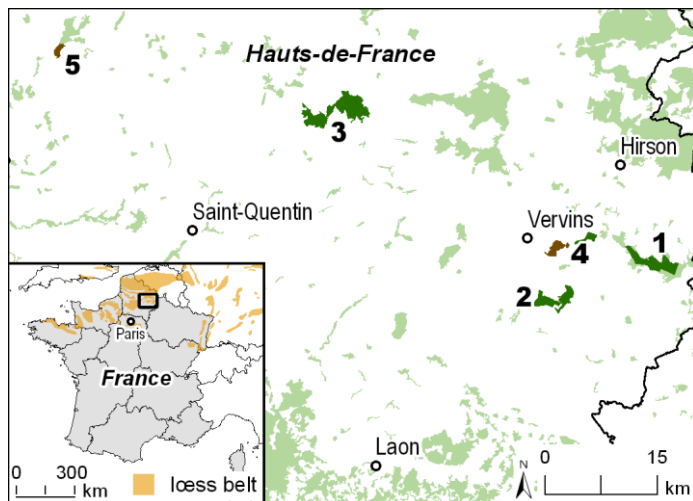 5
Hauts-de-France
3
Hirson
Saint-Quentin
Vervins
1
4
2
Paris
France
Laon
N
0 300
km
lœss belt
0 15
km